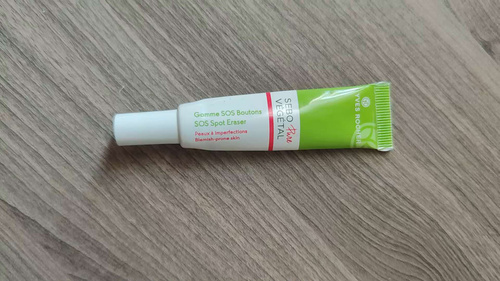 Gomme SOS Boutons
SOS Spot Eraser
Peaux à imperfections
Blemish-prone skin
SEBO
Pure
VEGETAL
YVES ROCHER